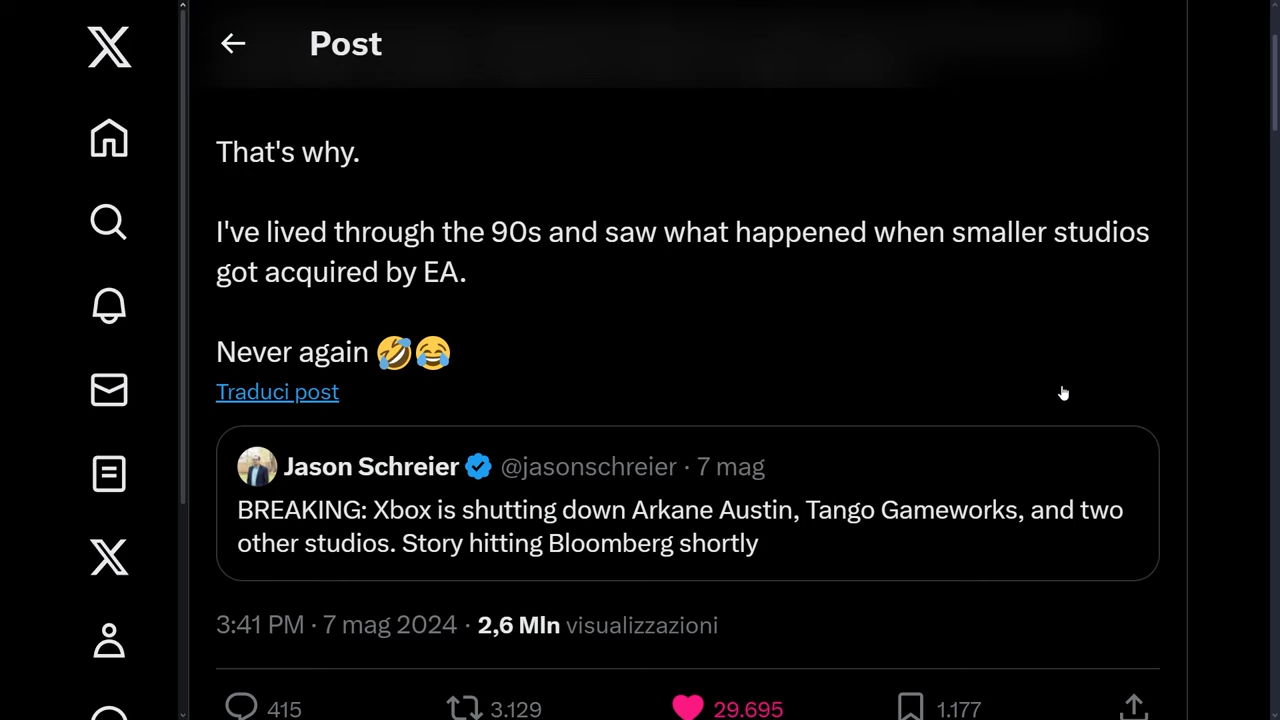 Post
That's why.
I've lived through the 90s and saw what happened when smaller studios
got acquired by EA.
Never again 🤣😂
Traduci post
Jason Schreier @jasonschreier · 7 mag
BREAKING: Xbox is shutting down Arkane Austin, Tango Gameworks, and two
other studios. Story hitting Bloomberg shortly
3:41 PM · 7 mag 2024 · 2,6 Mln visualizzazioni
415 3.129 29.695 1.177